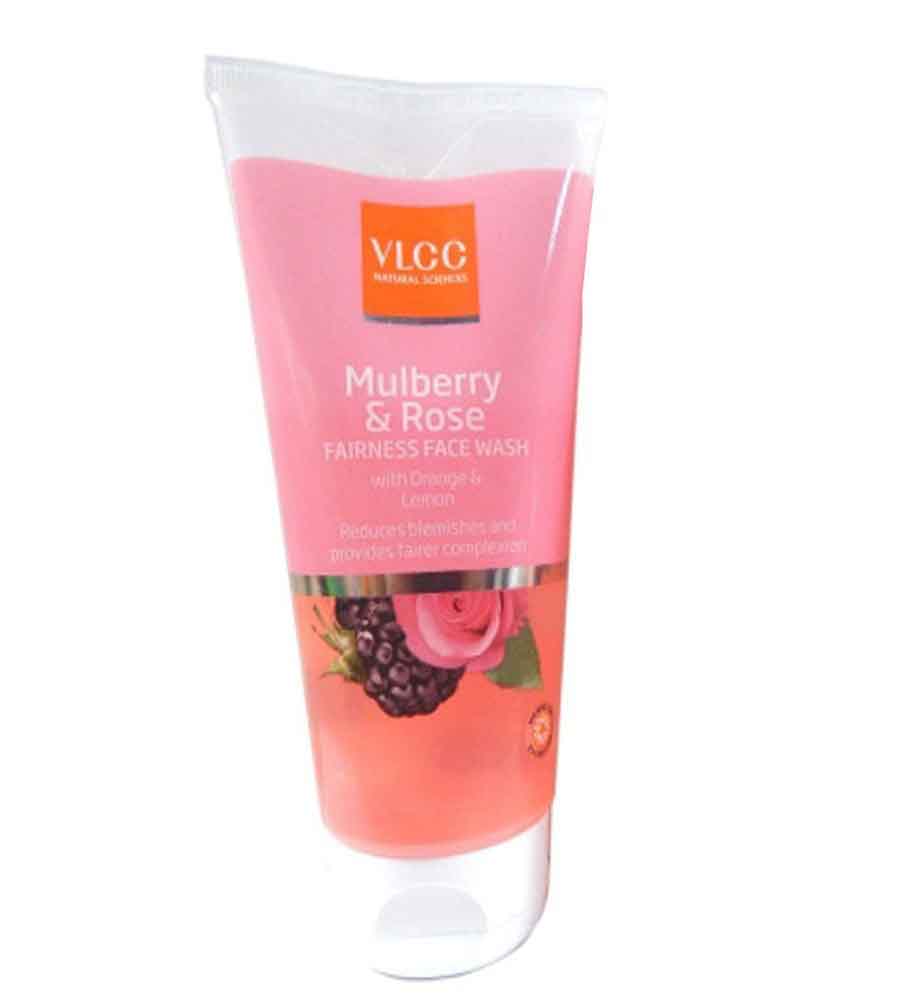 VLCC
NATURAL SCIENCES
Mulberry
& Rose
FAIRNESS FACE WASH
with Orange &
Lemon
Reduces blemishes and
provides fairer complexion